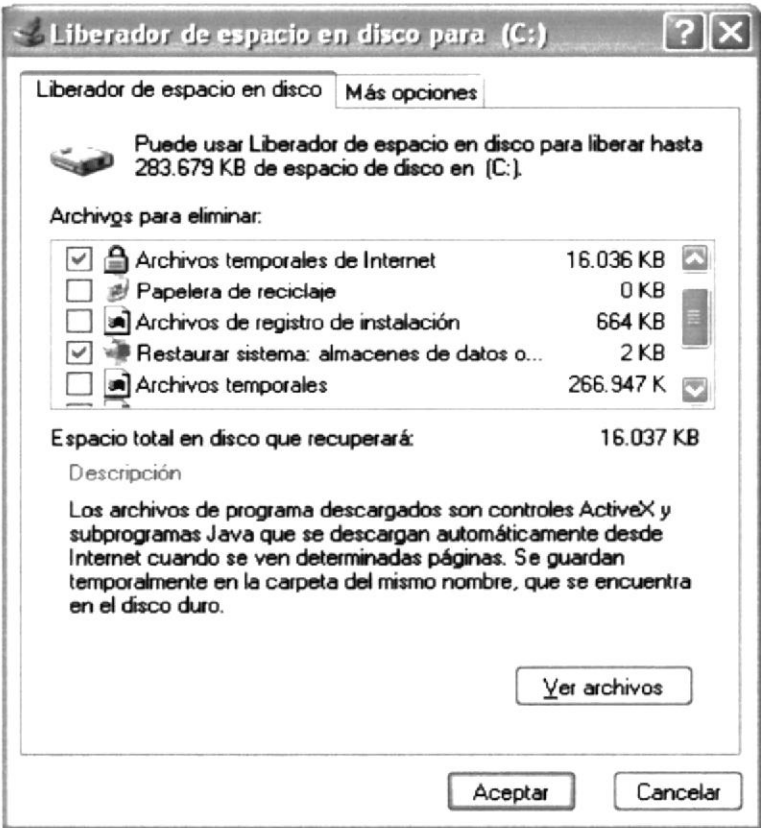 Liberador de espacio en disco para (C:)
Liberador de espacio en disco
Más opciones
Puede usar Liberador de espacio en disco para liberar hasta
283.679 KB de espacio de disco en (C:).
Archivos para eliminar:
Archivos temporales de Internet 16.036 KB
Papelera de reciclaje 0 KB
Archivos de registro de instalación 664 KB
Restaurar sistema: almacenes de datos o... 2 KB
Archivos temporales 266.947 K
Espacio total en disco que recuperará: 16.037 KB
Descripción
Los archivos de programa descargados son controles ActiveX y
subprogramas Java que se descargan automáticamente desde
Internet cuando se ven determinadas páginas. Se guardan
temporalmente en la carpeta del mismo nombre, que se encuentra
en el disco duro.
Ver archivos
Aceptar
Cancelar